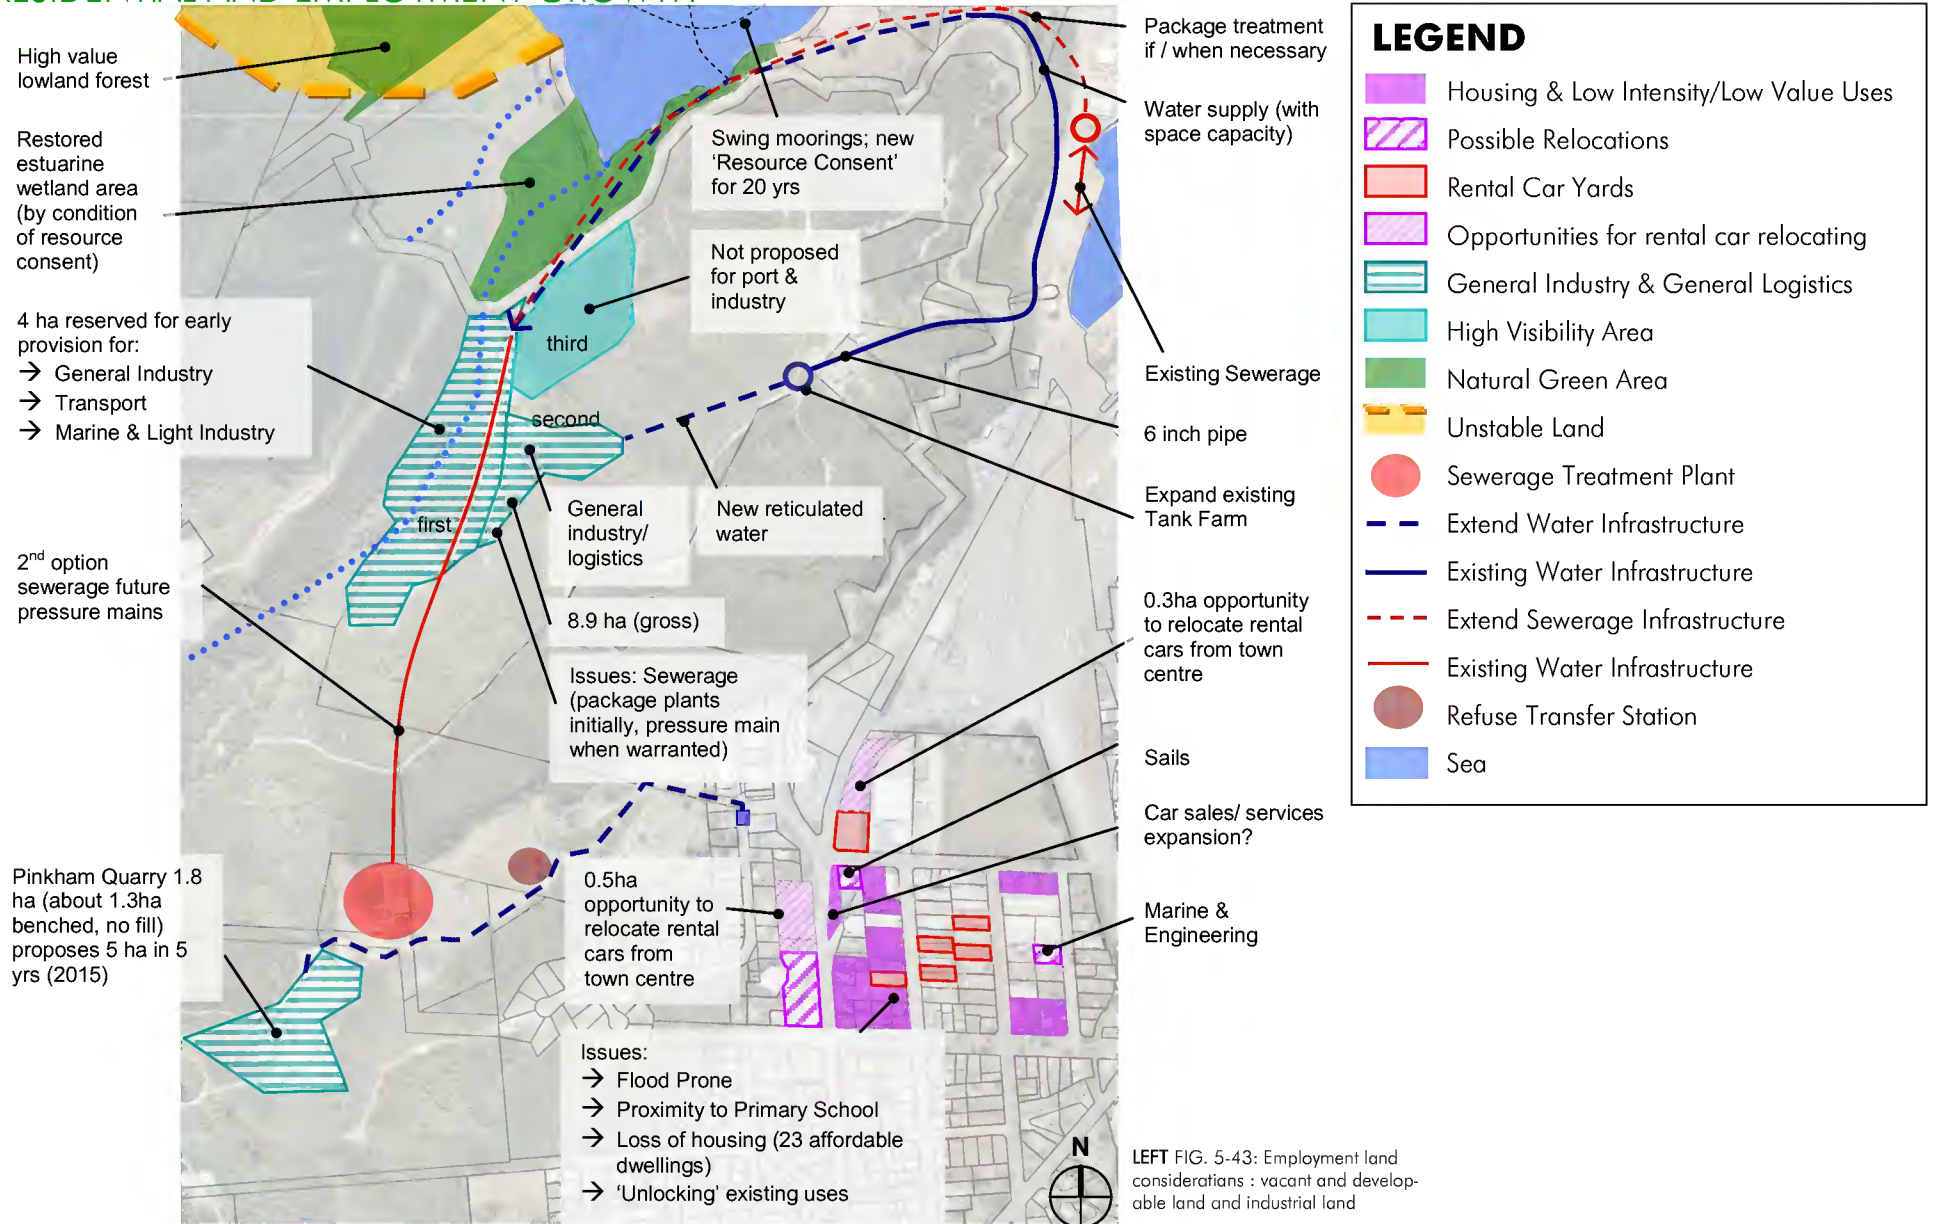 RESIDENTIAL AND EMPLOYMENT GROWTH
High value
lowland forest
Restored
estuarine
wetland area
(by condition
of resource
consent)
4 ha reserved for early
provision for:
→ General Industry
→ Transport
→ Marine & Light Industry
2nd option
sewerage future
pressure mains
Pinkham Quarry 1.8
ha (about 1.3ha
benched, no fill)
proposes 5 ha in 5
yrs (2015)
Swing moorings; new
‘Resource Consent’
for 20 yrs
Not proposed
for port &
industry
third
second
first
General
industry/
logistics
New reticulated
water
8.9 ha (gross)
Issues: Sewerage
(package plants
initially, pressure main
when warranted)
0.5ha
opportunity to
relocate rental
cars from
town centre
Issues:
→ Flood Prone
→ Proximity to Primary School
→ Loss of housing (23 affordable
dwellings)
→ ‘Unlocking’ existing uses
Package treatment
if / when necessary
Water supply (with
space capacity)
Existing Sewerage
6 inch pipe
Expand existing
Tank Farm
0.3ha opportunity
to relocate rental
cars from town
centre
Sails
Car sales/ services
expansion?
Marine &
Engineering
N
LEFT FIG. 5-43: Employment land
considerations : vacant and develop-
able land and industrial land
LEGEND
Housing & Low Intensity/Low Value Uses
Possible Relocations
Rental Car Yards
Opportunities for rental car relocating
General Industry & General Logistics
High Visibility Area
Natural Green Area
Unstable Land
Sewerage Treatment Plant
Extend Water Infrastructure
Existing Water Infrastructure
Extend Sewerage Infrastructure
Existing Water Infrastructure
Refuse Transfer Station
Sea